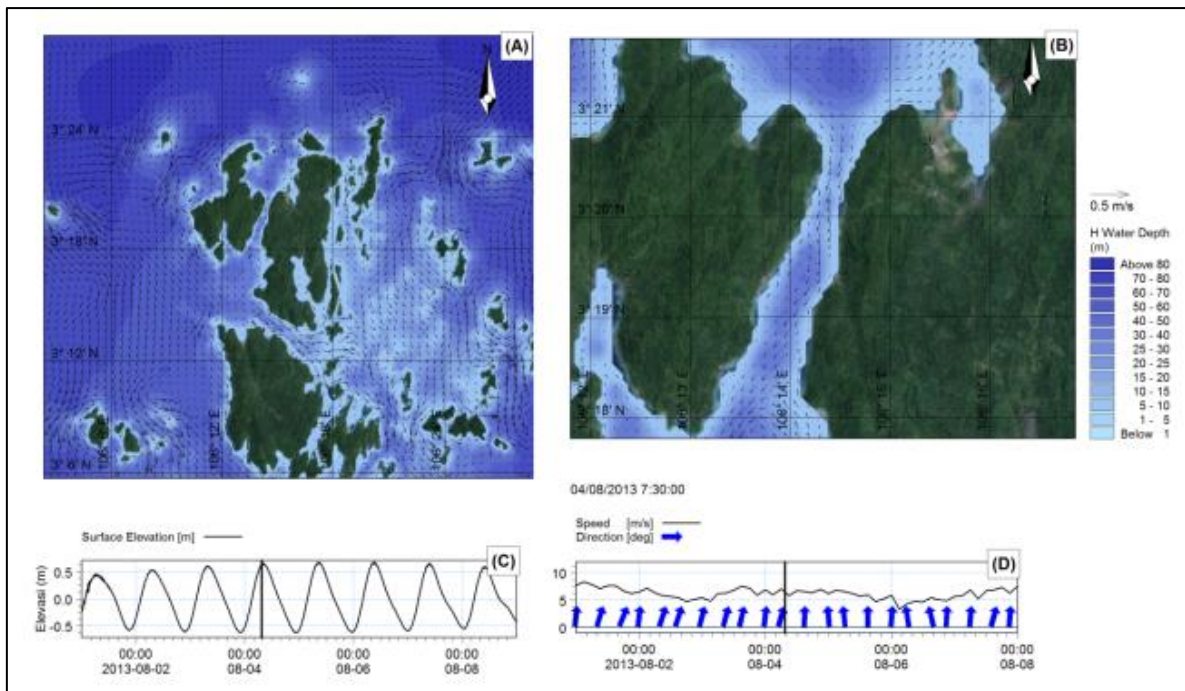 (A)
N
3° 24' N
3° 18' N
3° 12' N
3° 6' N
106° 12' E
(B)
3° 21' N
3° 20' N
3° 19' N
3° 18' N
108° 14' E
0.5 m/s
H Water Depth
(m)
Above 80
70 - 80
60 - 70
50 - 60
40 - 50
30 - 40
25 - 30
20 - 25
15 - 20
10 - 15
5 - 10
1 - 5
Below 1
04/08/2013 7:30:00
Surface Elevation [m]
(C)
Elevasi (m)
0.5
0.0
-0.5
00:00
2013-08-02
00:00
08-04
00:00
08-06
00:00
08-08
Speed [m/s]
Direction [deg]
(D)
10
5
0
00:00
2013-08-02
00:00
08-04
00:00
08-06
00:00
08-08